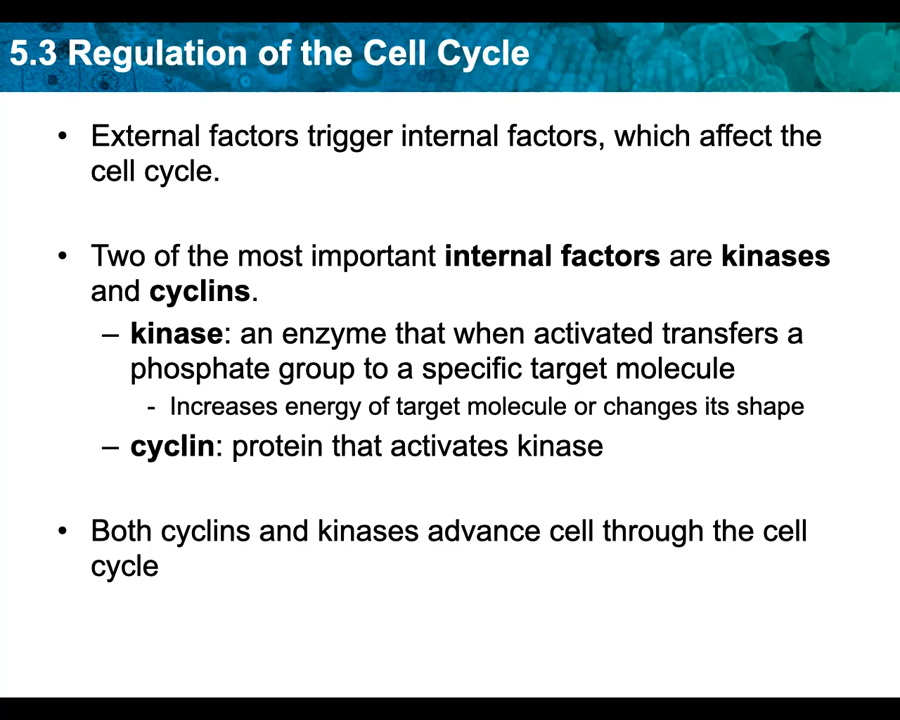 5.3 Regulation of the Cell Cycle
• External factors trigger internal factors, which affect the
cell cycle.
• Two of the most important internal factors are kinases
and cyclins.
– kinase: an enzyme that when activated transfers a
phosphate group to a specific target molecule
- Increases energy of target molecule or changes its shape
– cyclin: protein that activates kinase
• Both cyclins and kinases advance cell through the cell
cycle